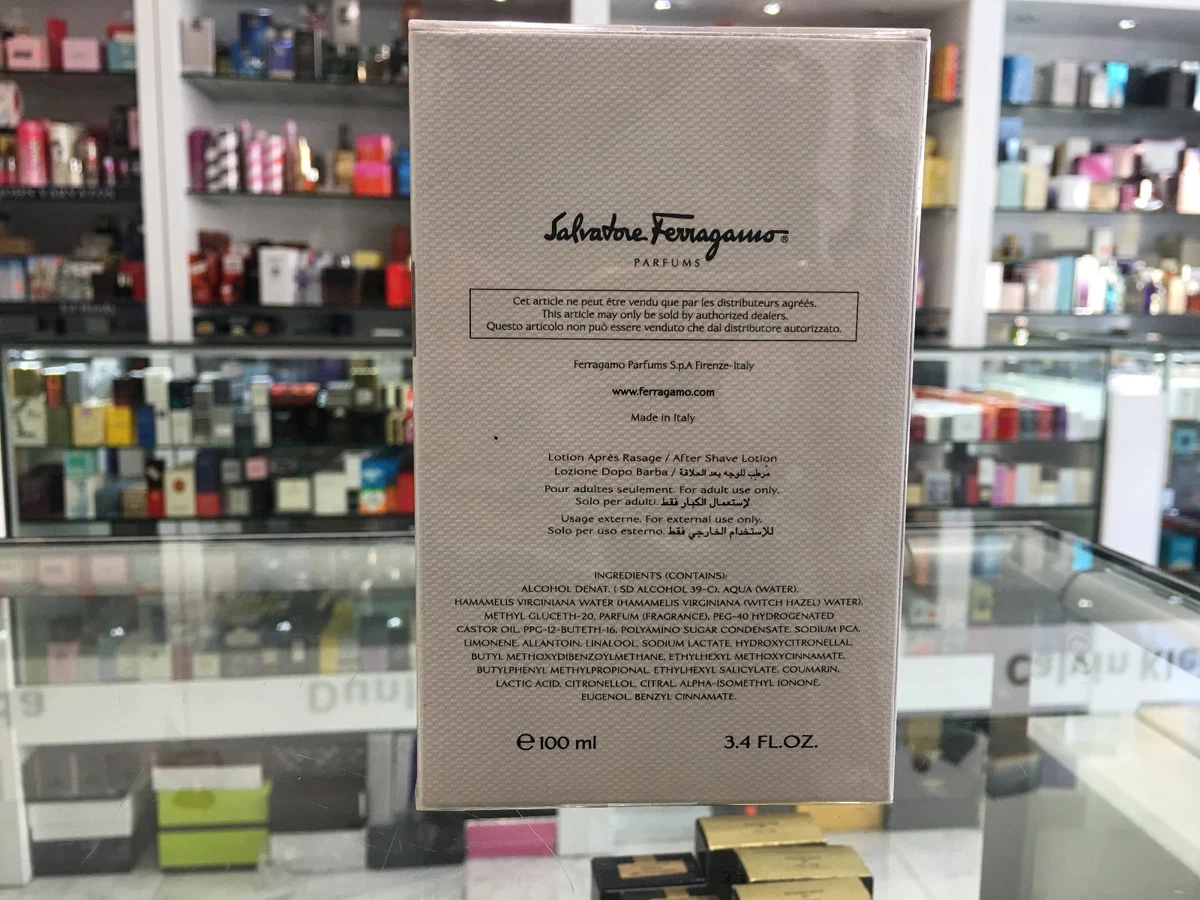 Salvatore Ferragamo®
PARFUMS
Cet article ne peut être vendu que par les distributeurs agréés.
This article may only be sold by authorized dealers.
Questo articolo non può essere venduto che dal distributore autorizzato.
Ferragamo Parfums S.p.A Firenze-Italy
www.ferragamo.com
Made in Italy
Lotion Après Rasage / After Shave Lotion
Lozione Dopo Barba / مُرطب للوجه بعد الحلاقة
Pour adultes seulement. For adult use only.
Solo per adulti. لإستعمال الكبار فقط
Usage externe. For external use only.
Solo per uso esterno. للإستخدام الخارجي فقط
INGREDIENTS (CONTAINS):
ALCOHOL DENAT. ( SD ALCOHOL 39-C), AQUA (WATER),
HAMAMELIS VIRGINIANA WATER (HAMAMELIS VIRGINIANA (WITCH HAZEL) WATER),
METHYL GLUCETH-20, PARFUM (FRAGRANCE), PEG-40 HYDROGENATED
CASTOR OIL, PPG-12-BUTETH-16, POLYAMINO SUGAR CONDENSATE, SODIUM PCA,
LIMONENE, ALLANTOIN, LINALOOL, SODIUM LACTATE, HYDROXYCITRONELLAL,
BUTYL METHOXYDIBENZOYLMETHANE, ETHYLHEXYL METHOXYCINNAMATE,
BUTYLPHENYL METHYLPROPIONAL, ETHYLHEXYL SALICYLATE, COUMARIN,
LACTIC ACID, CITRONELLOL, CITRAL, ALPHA-ISOMETHYL IONONE,
EUGENOL, BENZYL CINNAMATE.
℮ 100 ml 3.4 FL.OZ.
Calvin Kle